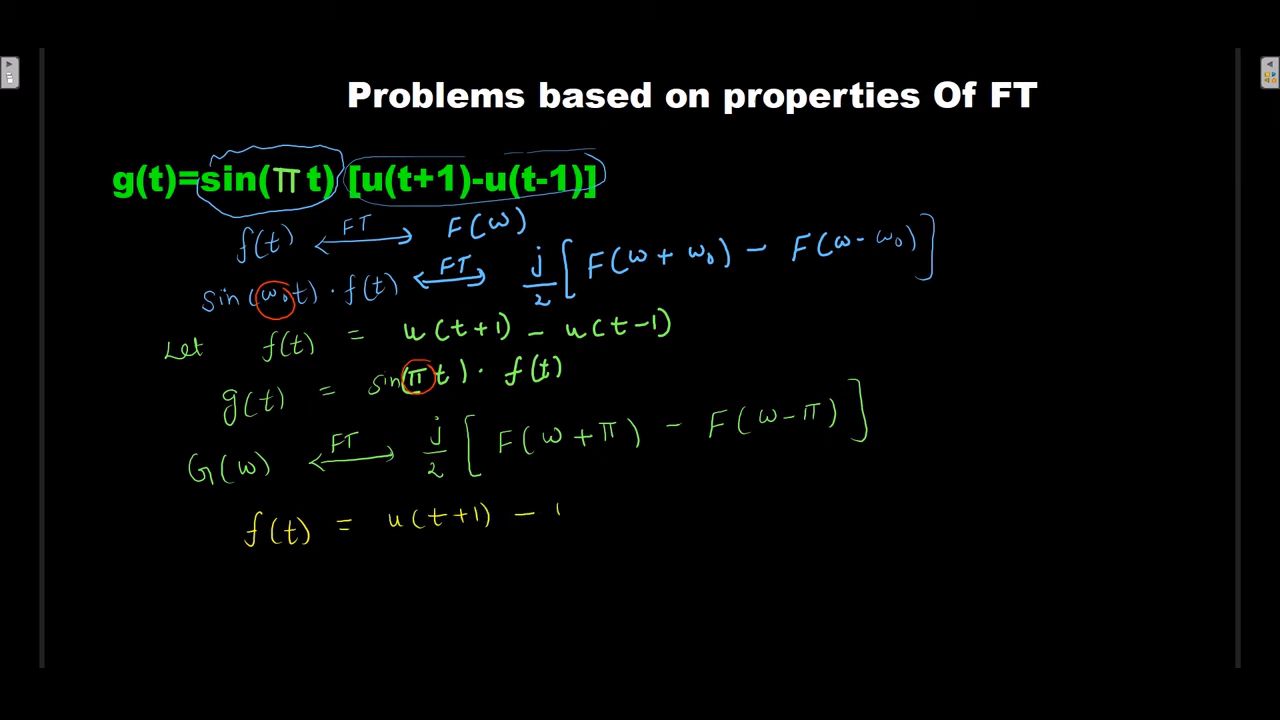 Problems based on properties Of FT
g(t)=sin(π t) [u(t+1)-u(t-1)]
f(t) ⟷ FT F(ω)
sin(ω₀t) · f(t) ⟷ FT j/2 [F(ω + ω₀) - F(ω - ω₀)]
Let f(t) = u(t+1) - u(t-1)
g(t) = sin(πt) · f(t)
G(ω) ⟷ FT j/2 [F(ω + π) - F(ω - π)]
f(t) = u(t+1) -